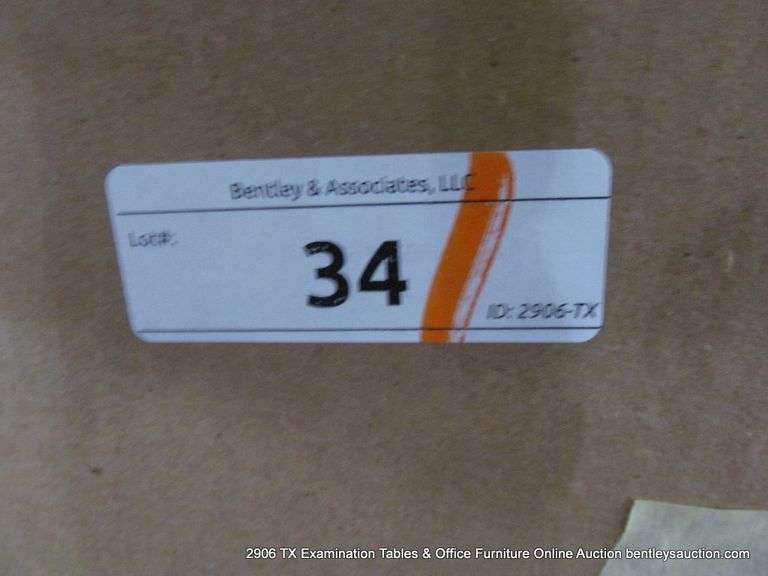 Bentley & Associates, LLC
Lot#:
34
ID: 2906-TX
2906 TX Examination Tables & Office Furniture Online Auction bentleysauction.com